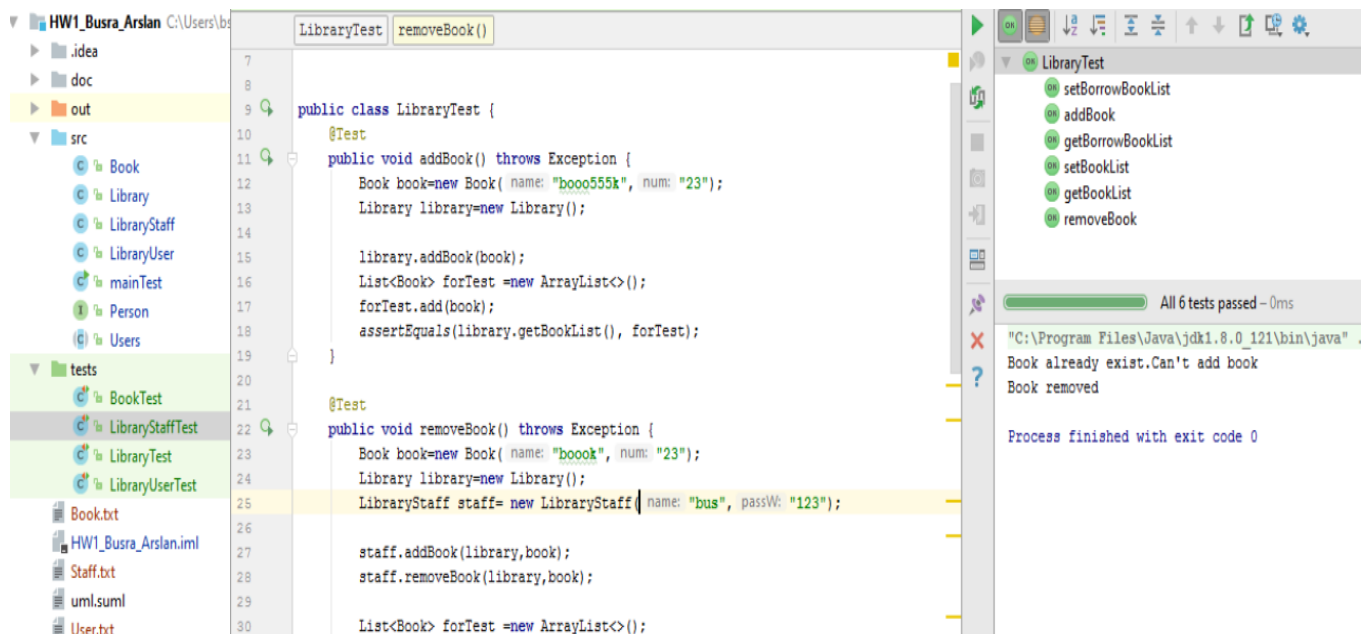 HW1_Busra_Arslan C:\Users\bs
.idea
doc
out
src
Book
Library
LibraryStaff
LibraryUser
mainTest
Person
Users
tests
BookTest
LibraryStaffTest
LibraryTest
LibraryUserTest
Book.txt
HW1_Busra_Arslan.iml
Staff.txt
uml.suml
User.txt
LibraryTest removeBook()
7
8
9 public class LibraryTest {
10 @Test
11 public void addBook() throws Exception {
12 Book book=new Book( name: "booo555k", num: "23");
13 Library library=new Library();
14
15 library.addBook(book);
16 List<Book> forTest =new ArrayList<>();
17 forTest.add(book);
18 assertEquals(library.getBookList(), forTest);
19 }
20
21 @Test
22 public void removeBook() throws Exception {
23 Book book=new Book( name: "boook", num: "23");
24 Library library=new Library();
25 LibraryStaff staff= new LibraryStaff( name: "bus", passW: "123");
26
27 staff.addBook(library,book);
28 staff.removeBook(library,book);
29
30 List<Book> forTest =new ArrayList<>();
LibraryTest
setBorrowBookList
addBook
getBorrowBookList
setBookList
getBookList
removeBook
All 6 tests passed – 0ms
"C:\Program Files\Java\jdk1.8.0_121\bin\java" .
Book already exist.Can't add book
Book removed
Process finished with exit code 0